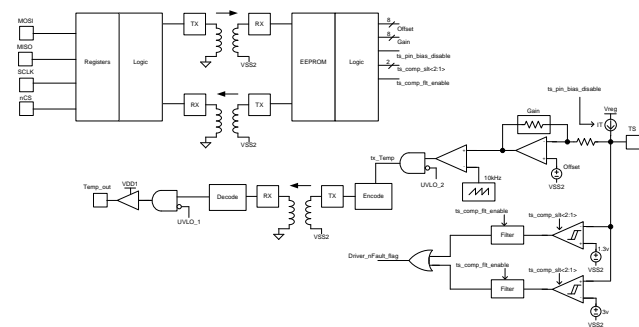 MOSI
MISO
SCLK
nCS
Registers
Logic
TX
RX
VSS2
RX
TX
VSS2
EEPROM
Logic
8
Offset
8
Gain
ts_pin_bias_disable
2
ts_comp_slt<2:1>
ts_comp_flt_enable
ts_pin_bias_disable
Vreg
IT
TS
Gain
Offset
VSS2
tx_Temp
10kHz
UVLO_2
Temp_out
VDD1
UVLO_1
Decode
RX
TX
VSS2
Encode
ts_comp_flt_enable
ts_comp_slt<2:1>
Filter
1.3v
VSS2
Driver_nFault_flag
ts_comp_flt_enable
ts_comp_slt<2:1>
Filter
3v
VSS2